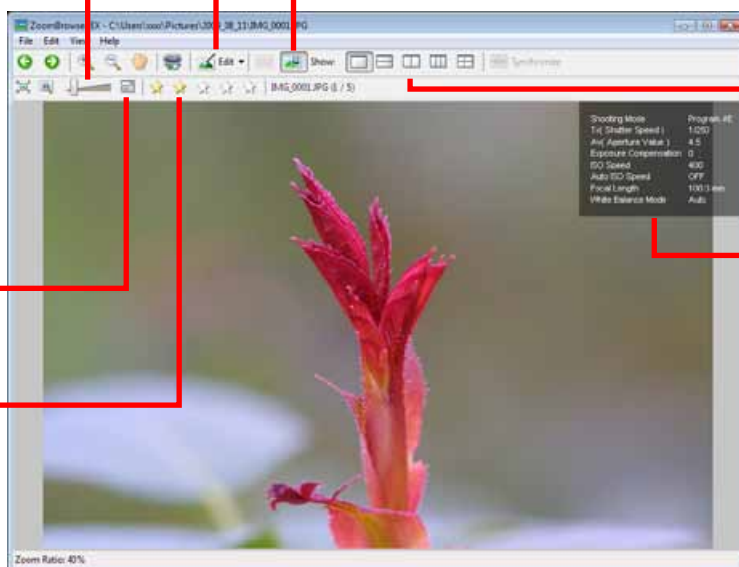 ZoomBrowser EX - C:\Users\xxxx\Pictures\2009_08_11\IMG_0001.JPG
File Edit View Help
Edit Show: Synchronize
IMG_0001.JPG (1 / 5)
Shooting Mode Program AE
Tv( Shutter Speed ) 1/250
Av( Aperture Value ) 4.5
Exposure Compensation 0
ISO Speed 400
Auto ISO Speed OFF
Focal Length 100.0 mm
White Balance Mode Auto
Zoom Ratio: 40%